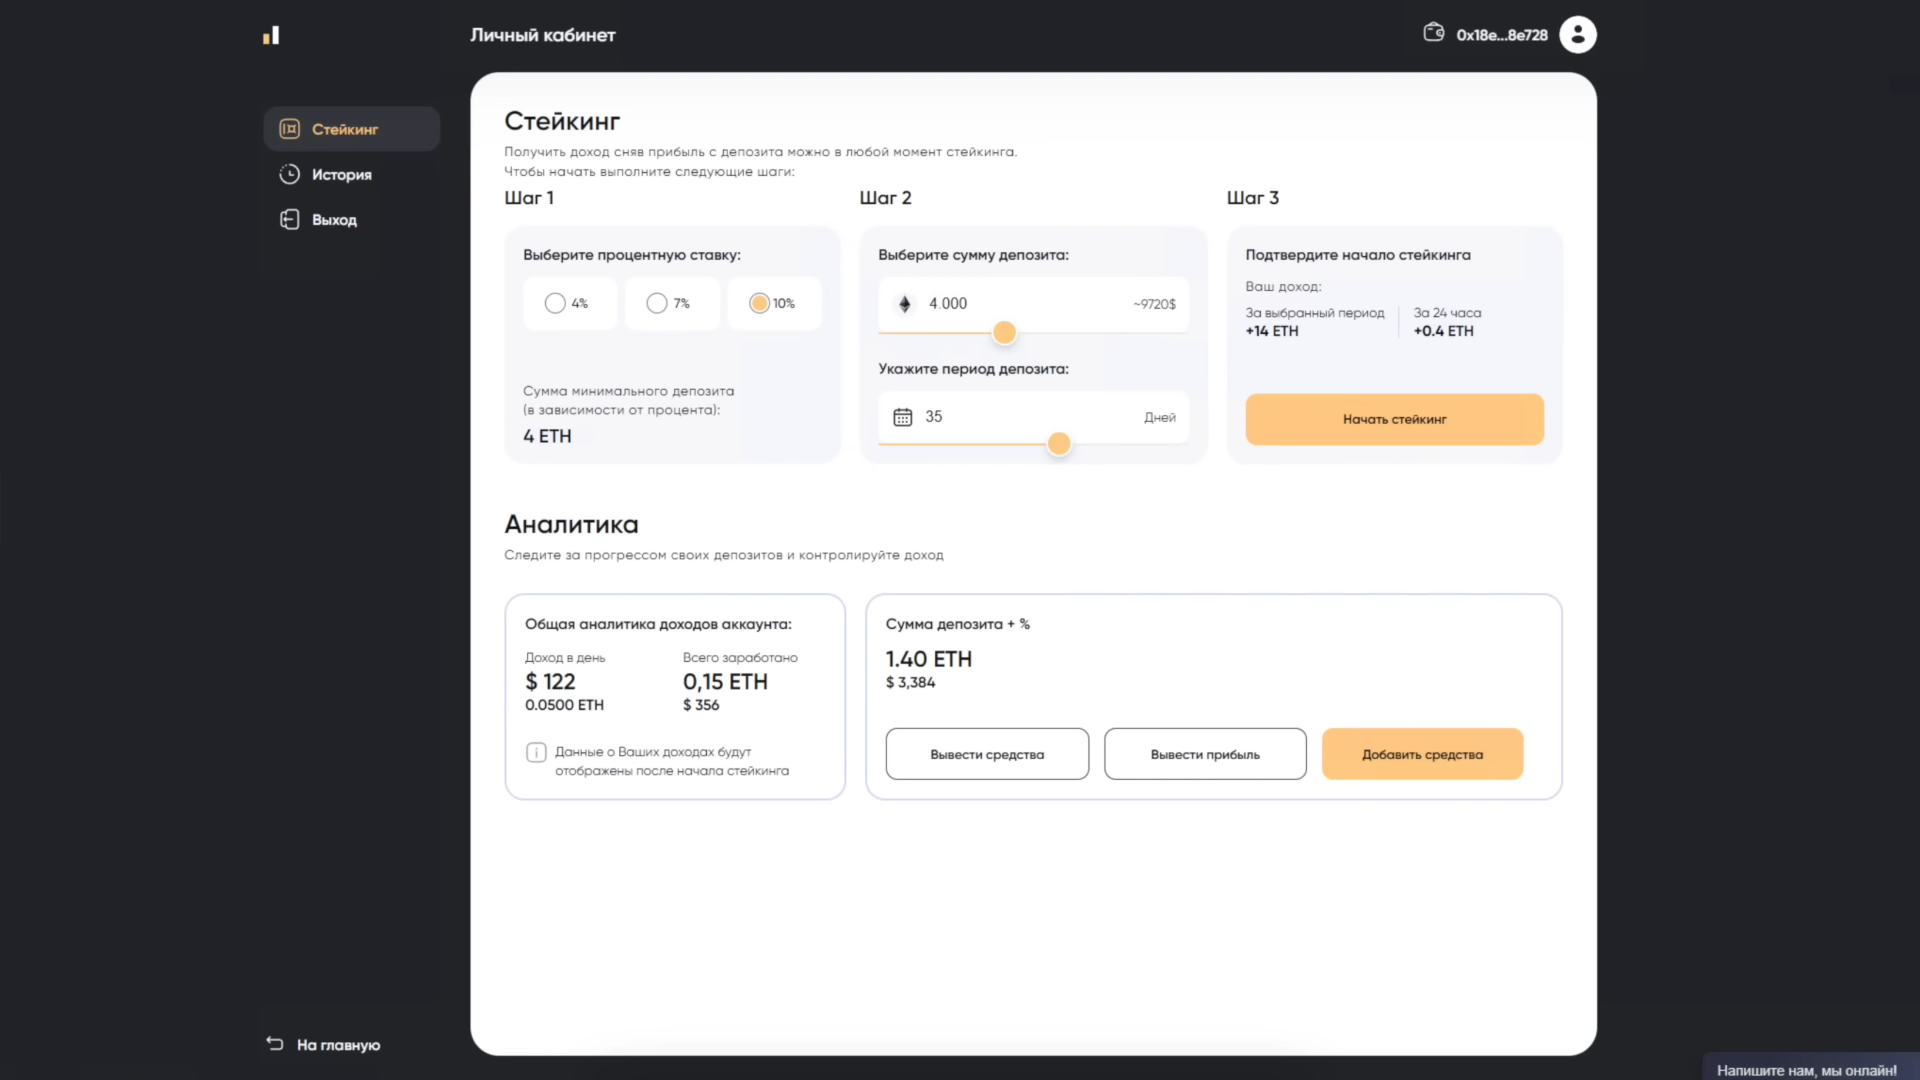 Личный кабинет
0x18e...8e728
Стейкинг
История
Выход
На главную
Стейкинг
Получить доход сняв прибыль с депозита можно в любой момент стейкинга.
Чтобы начать выполните следующие шаги:
Шаг 1
Выберите процентную ставку:
4%
7%
10%
Сумма минимального депозита
(в зависимости от процента):
4 ETH
Шаг 2
Выберите сумму депозита:
4.000
~9720$
Укажите период депозита:
35
Дней
Шаг 3
Подтвердите начало стейкинга
Ваш доход:
За выбранный период
+14 ETH
За 24 часа
+0.4 ETH
Начать стейкинг
Аналитика
Следите за прогрессом своих депозитов и контролируйте доход
Общая аналитика доходов аккаунта:
Доход в день
$ 122
0.0500 ETH
Всего заработано
0,15 ETH
$ 356
Данные о Ваших доходах будут
отображены после начала стейкинга
Сумма депозита + %
1.40 ETH
$ 3,384
Вывести средства
Вывести прибыль
Добавить средства
Напишите нам, мы онлайн!